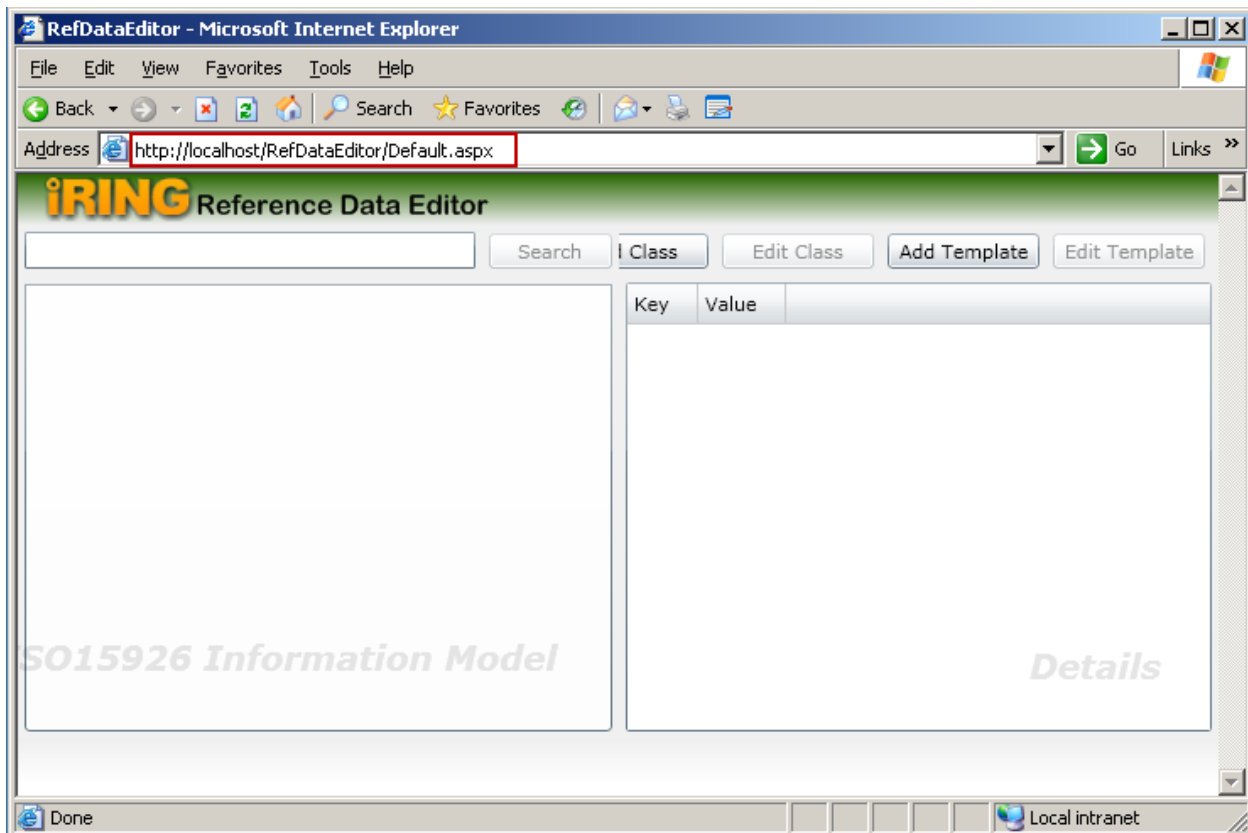 RefDataEditor - Microsoft Internet Explorer
File Edit View Favorites Tools Help
Back Search Favorites
Address http://localhost/RefDataEditor/Default.aspx Go Links »
iRING Reference Data Editor
Search Class Edit Class Add Template Edit Template
Key Value
SO15926 Information Model
Details
Done Local intranet